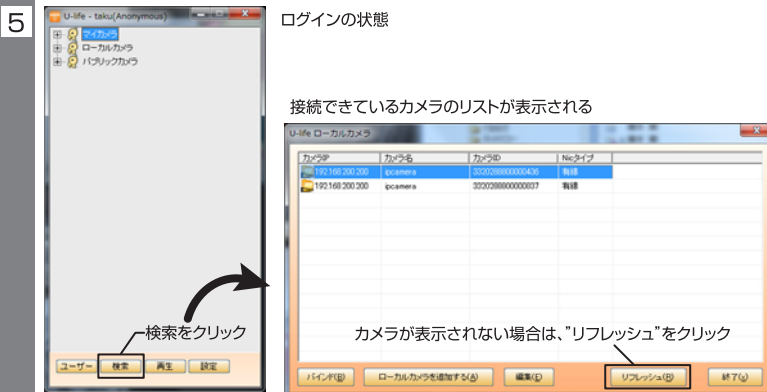 5
U-life - taku(Anonymous)
ログインの状態
マイカメラ
ローカルカメラ
パブリックカメラ
接続できているカメラのリストが表示される
U-life ローカルカメラ
カメラIP カメラ名 カメラID Nicタイプ
192.168.200.200 ipcamera 3320288800000436 有線
192.168.200.200 ipcamera 3320288800000837 有線
検索をクリック
カメラが表示されない場合は、”リフレッシュ”をクリック
ユーザー 検索 再生 設定
バインド(B) ローカルカメラを追加する(A) 編集(E) リフレッシュ(R) 終了(x)